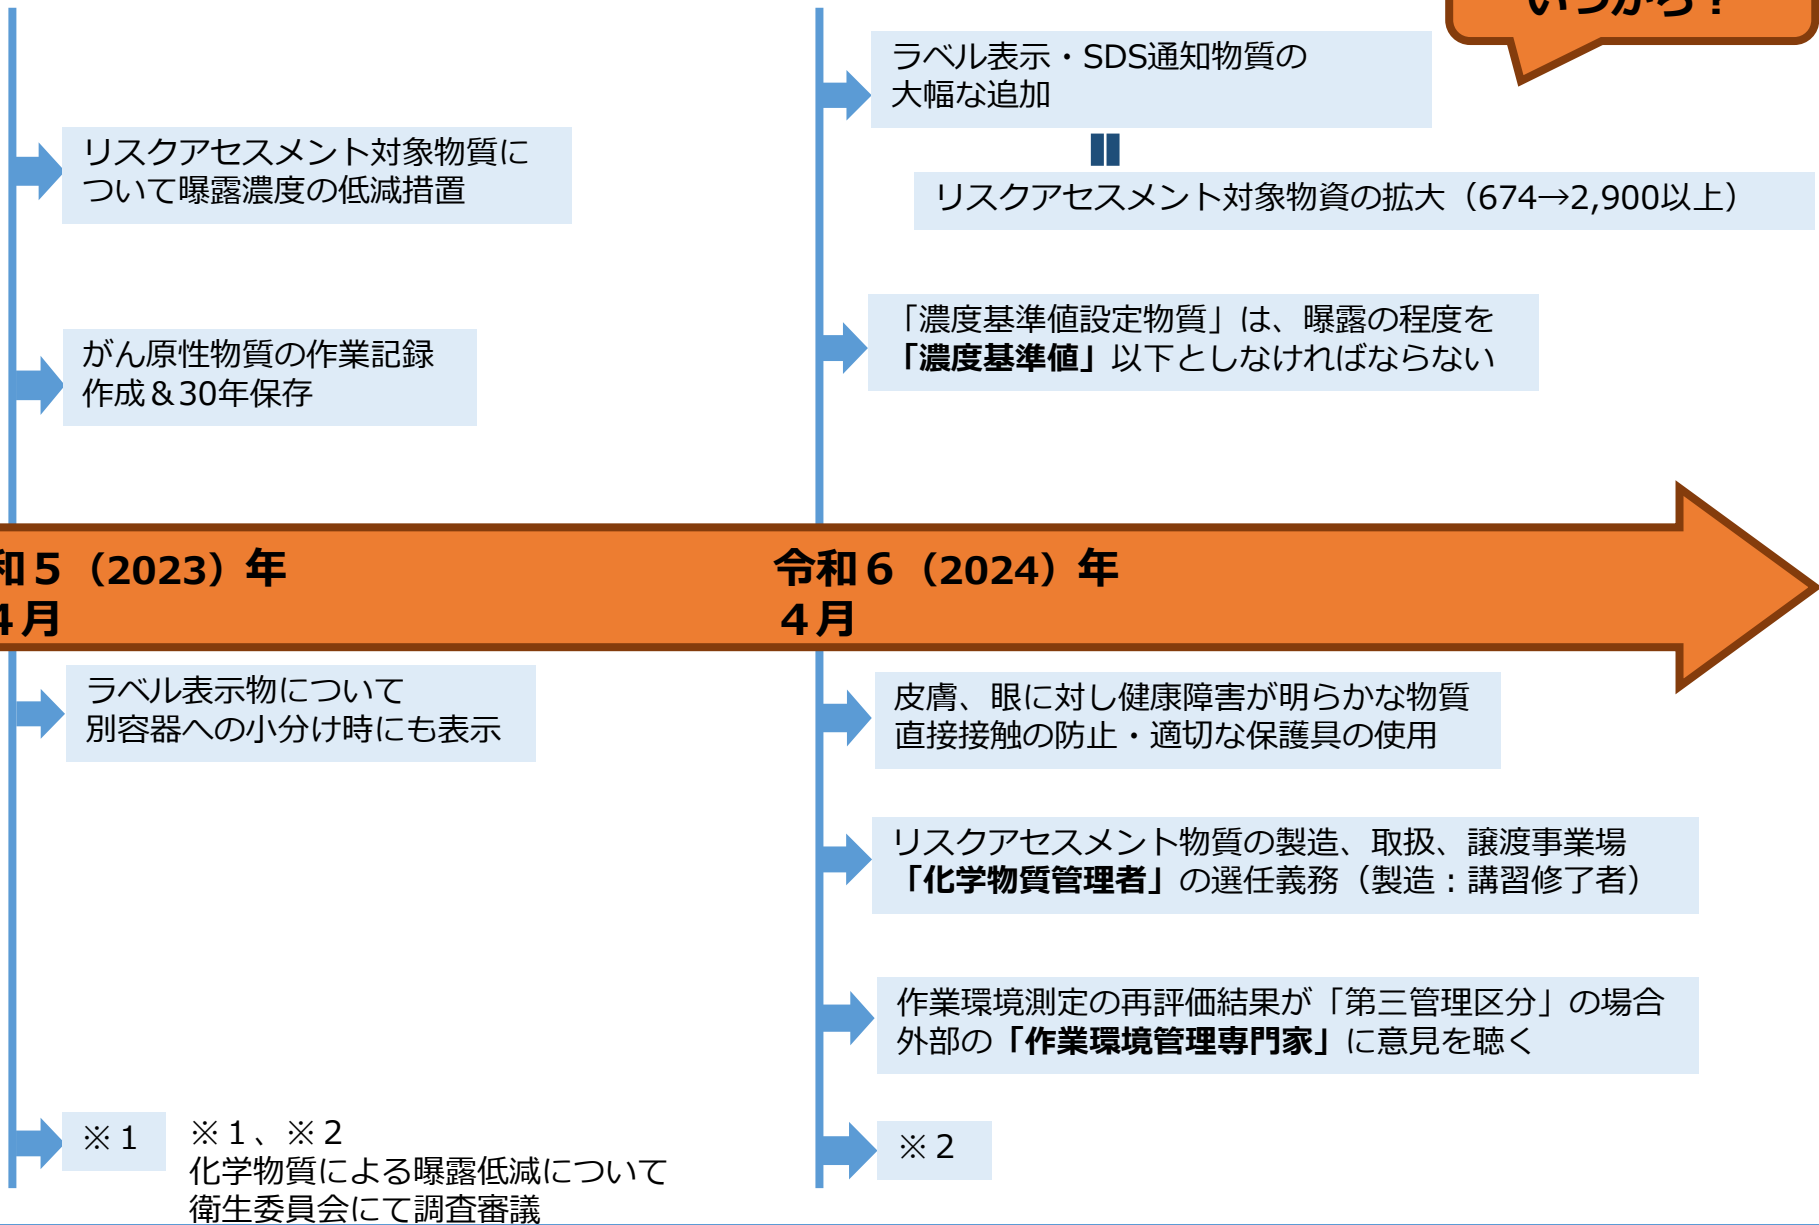 いつから？
ラベル表示・SDS通知物質の
大幅な追加
リスクアセスメント対象物質に
ついて曝露濃度の低減措置
リスクアセスメント対象物資の拡大（674→2,900以上）
「濃度基準値設定物質」は、曝露の程度を
「濃度基準値」以下としなければならない
がん原性物質の作業記録
作成＆30年保存
和５（2023）年
４月
令和６（2024）年
４月
ラベル表示物について
別容器への小分け時にも表示
皮膚、眼に対し健康障害が明らかな物質
直接接触の防止・適切な保護具の使用
リスクアセスメント物質の製造、取扱、譲渡事業場
「化学物質管理者」の選任義務（製造：講習修了者）
作業環境測定の再評価結果が「第三管理区分」の場合
外部の「作業環境管理専門家」に意見を聴く
※１
※１、※２
化学物質による曝露低減について
衛生委員会にて調査審議
※２